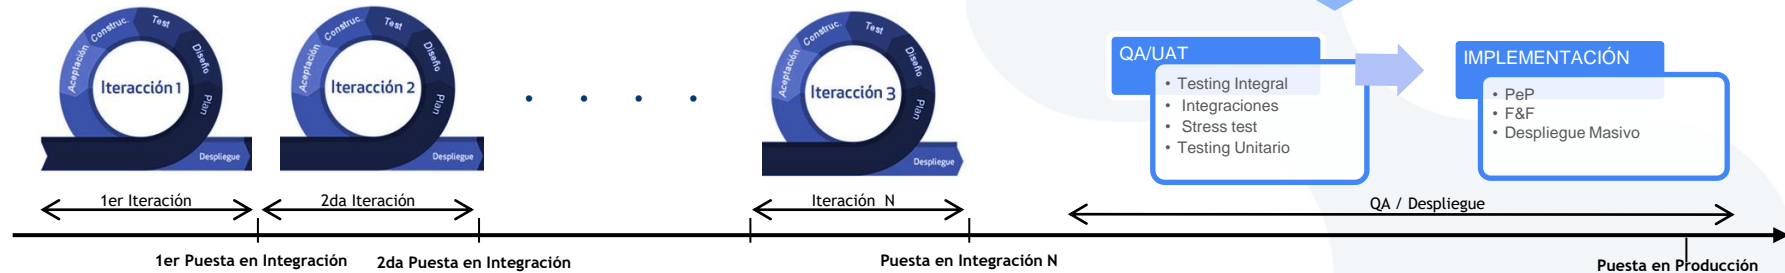 Aceptación
Construc.
Test
Diseño
Plan
Iteracción 1
Despliegue
Aceptación
Construc.
Test
Diseño
Plan
Iteracción 2
Despliegue
Aceptación
Construc.
Test
Diseño
Plan
Iteracción 3
Despliegue
QA/UAT
• Testing Integral
• Integraciones
• Stress test
• Testing Unitario
IMPLEMENTACIÓN
• PeP
• F&F
• Despliegue Masivo
1er Iteración
2da Iteración
Iteración N
QA / Despliegue
1er Puesta en Integración
2da Puesta en Integración
Puesta en Integración N
Puesta en Producción